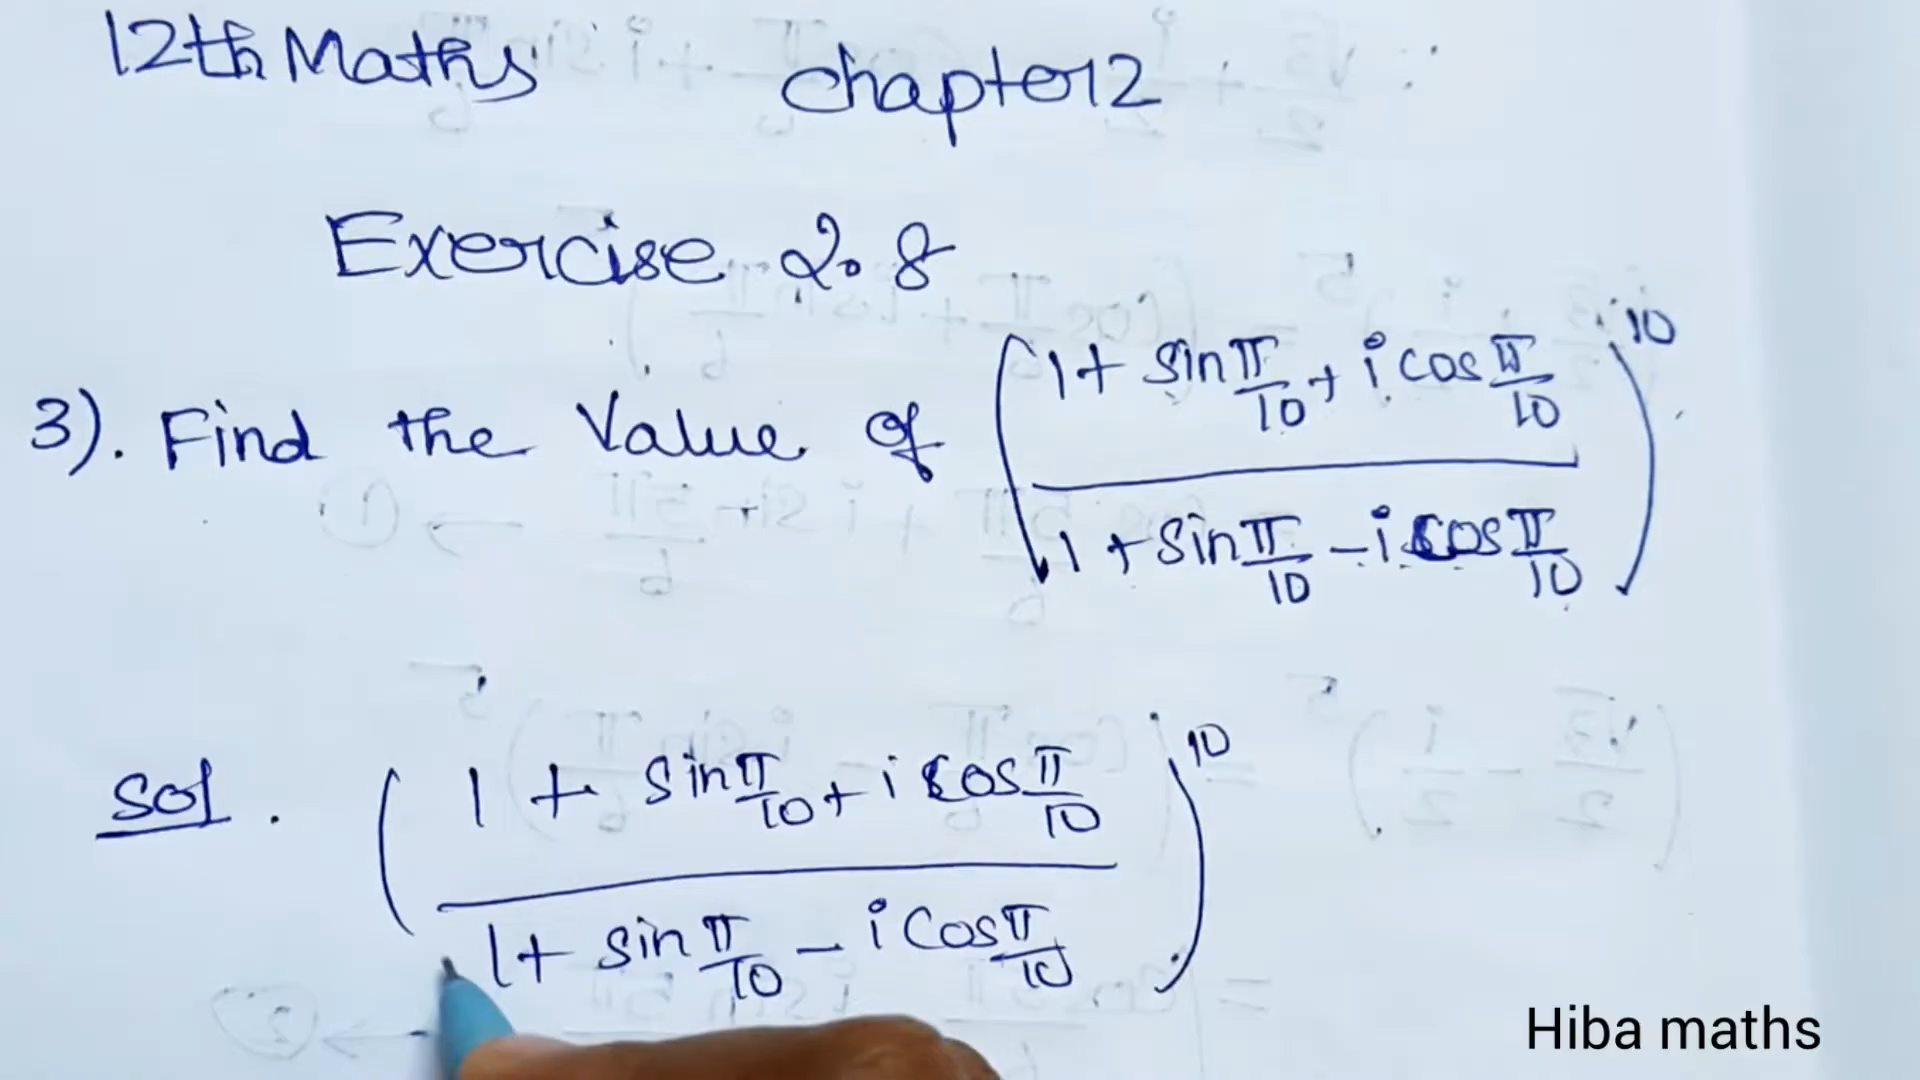 12th Maths chapter 2
Exercise 2.8
3). Find the Value of ( (1 + sin π/10 + i cos π/10) / (1 + sin π/10 - i cos π/10) )^10
Sol. ( (1 + sin π/10 + i cos π/10) / (1 + sin π/10 - i cos π/10) )^10
Hiba maths